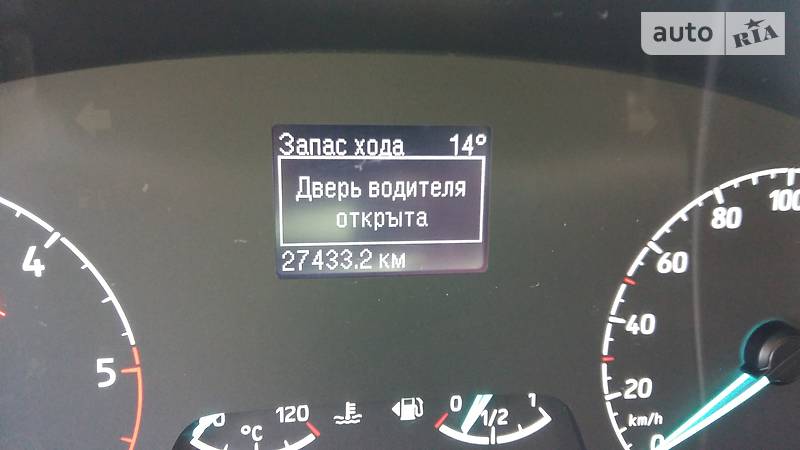 auto RIA
Запас хода 14°
Дверь водителя
открыта
27433.2 км
4
5
120
°C
0 1/2 1
0 20 40 60 80 100
km/h